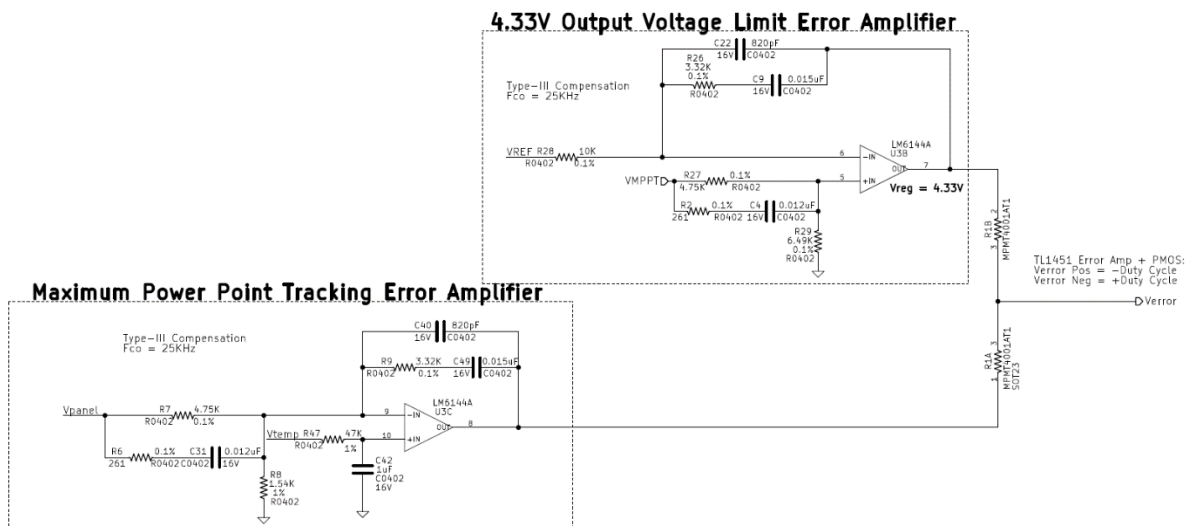 4.33V Output Voltage Limit Error Amplifier
C22 820pF
16V C0402
R26
3.32K
0.1%
R0402
C9 0.015uF
16V C0402
Type-III Compensation
Fco = 25KHz
VREF R28 10K
R0402 0.1%
6 -IN
LM6144A
U3B
OUT 7
5 +IN
Vreg = 4.33V
VMPPT
R27 0.1%
4.75K R0402
R2 0.1% C4 0.012uF
261 R0402 16V C0402
R29
6.49K
0.1%
R0402
R1B
2
3
MPMT4001AT1
TL1451 Error Amp + PMOS:
Verror Pos = -Duty Cycle
Verror Neg = +Duty Cycle
Verror
R1A
3
1
MPMT4001AT1
SOT23
Maximum Power Point Tracking Error Amplifier
Type-III Compensation
Fco = 25KHz
C40 820pF
16V C0402
R9 3.32K C49 0.015uF
R0402 0.1% 16V C0402
Vpanel
R7 4.75K
R0402 0.1%
R6 0.1% C31 0.012uF
261 R0402 C0402 16V
R8
1.54K
1%
R0402
Vtemp R47 47K
R0402 1%
9 -IN
LM6144A
U3C
OUT 8
10 +IN
C42
1uF
C0402
16V